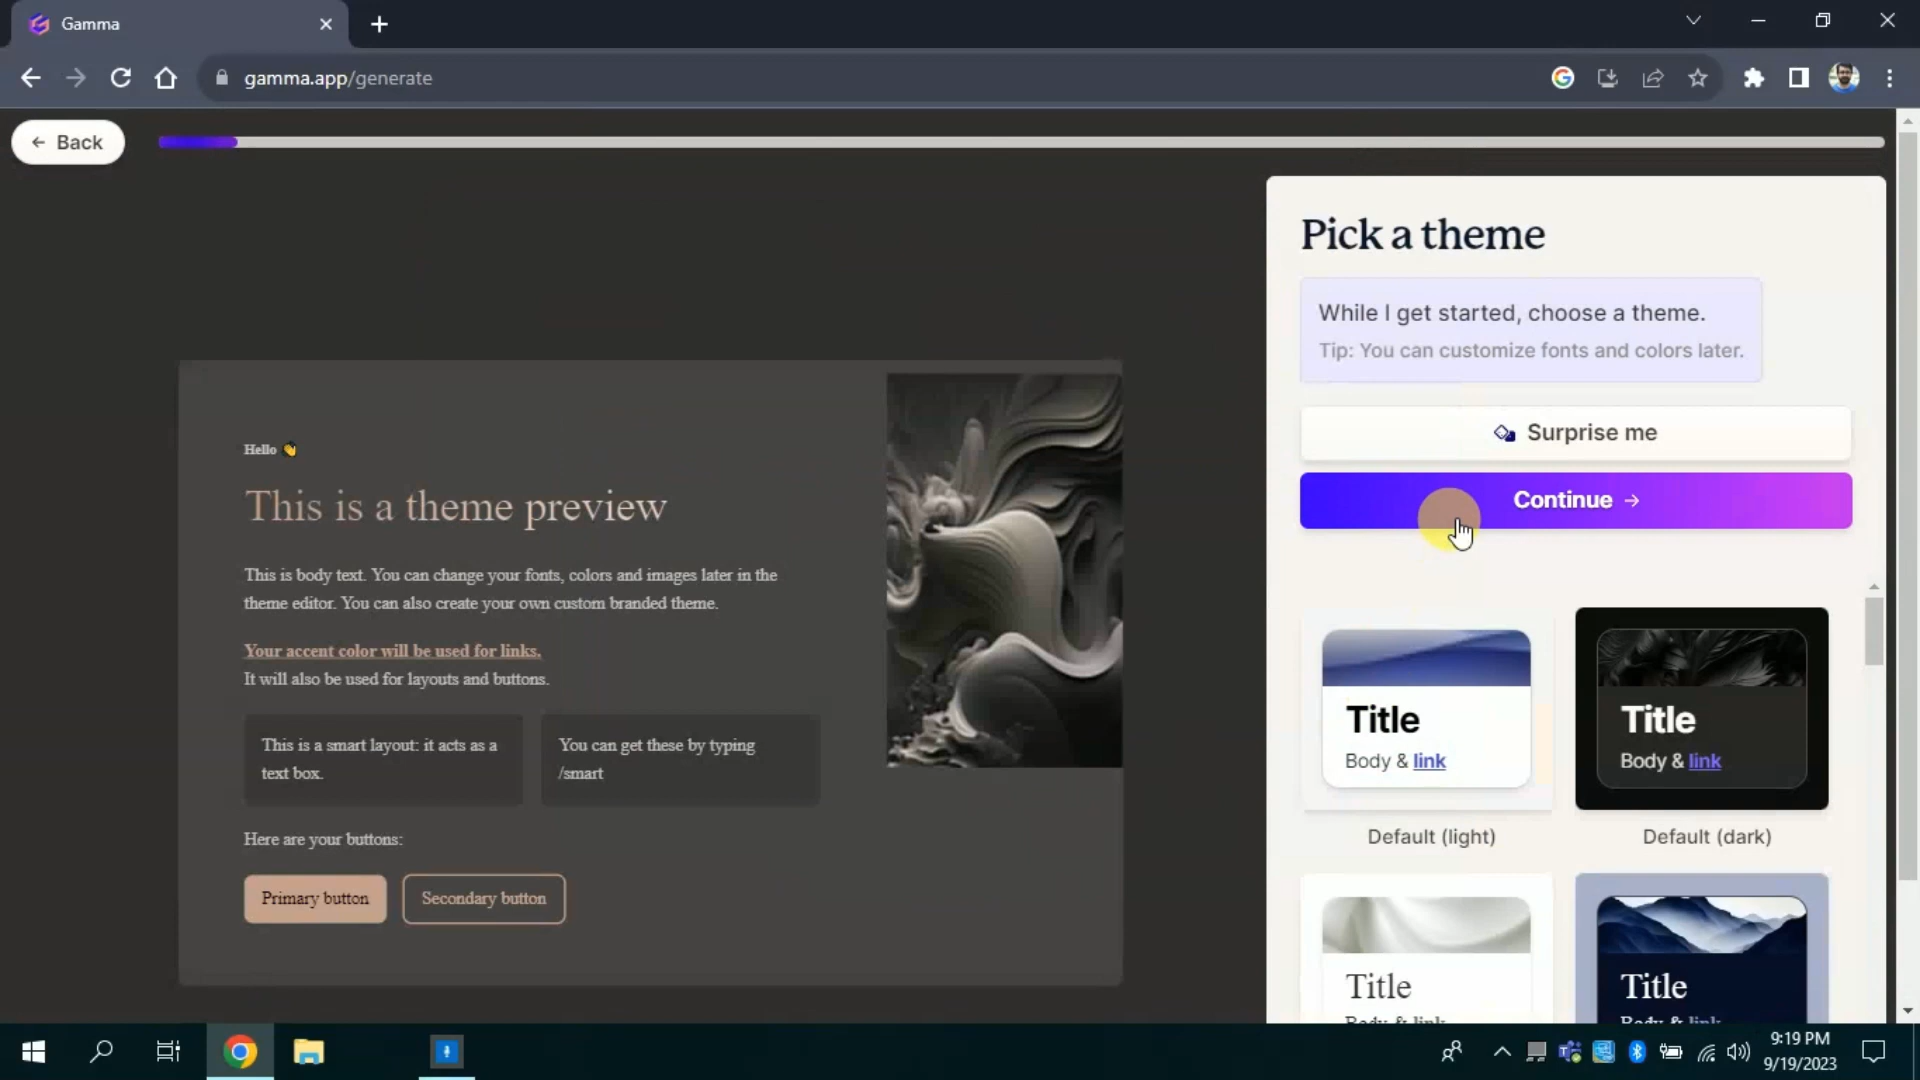 Gamma
gamma.app/generate
← Back
Pick a theme
While I get started, choose a theme.
Tip: You can customize fonts and colors later.
Surprise me
Continue →
Hello 👋
This is a theme preview
This is body text. You can change your fonts, colors and images later in the
theme editor. You can also create your own custom branded theme.
Your accent color will be used for links.
It will also be used for layouts and buttons.
This is a smart layout: it acts as a
text box.
You can get these by typing
/smart
Here are your buttons:
Primary button
Secondary button
Title
Body & link
Default (light)
Title
Body & link
Default (dark)
Title
Body & link
Title
Body & link
9:19 PM
9/19/2023